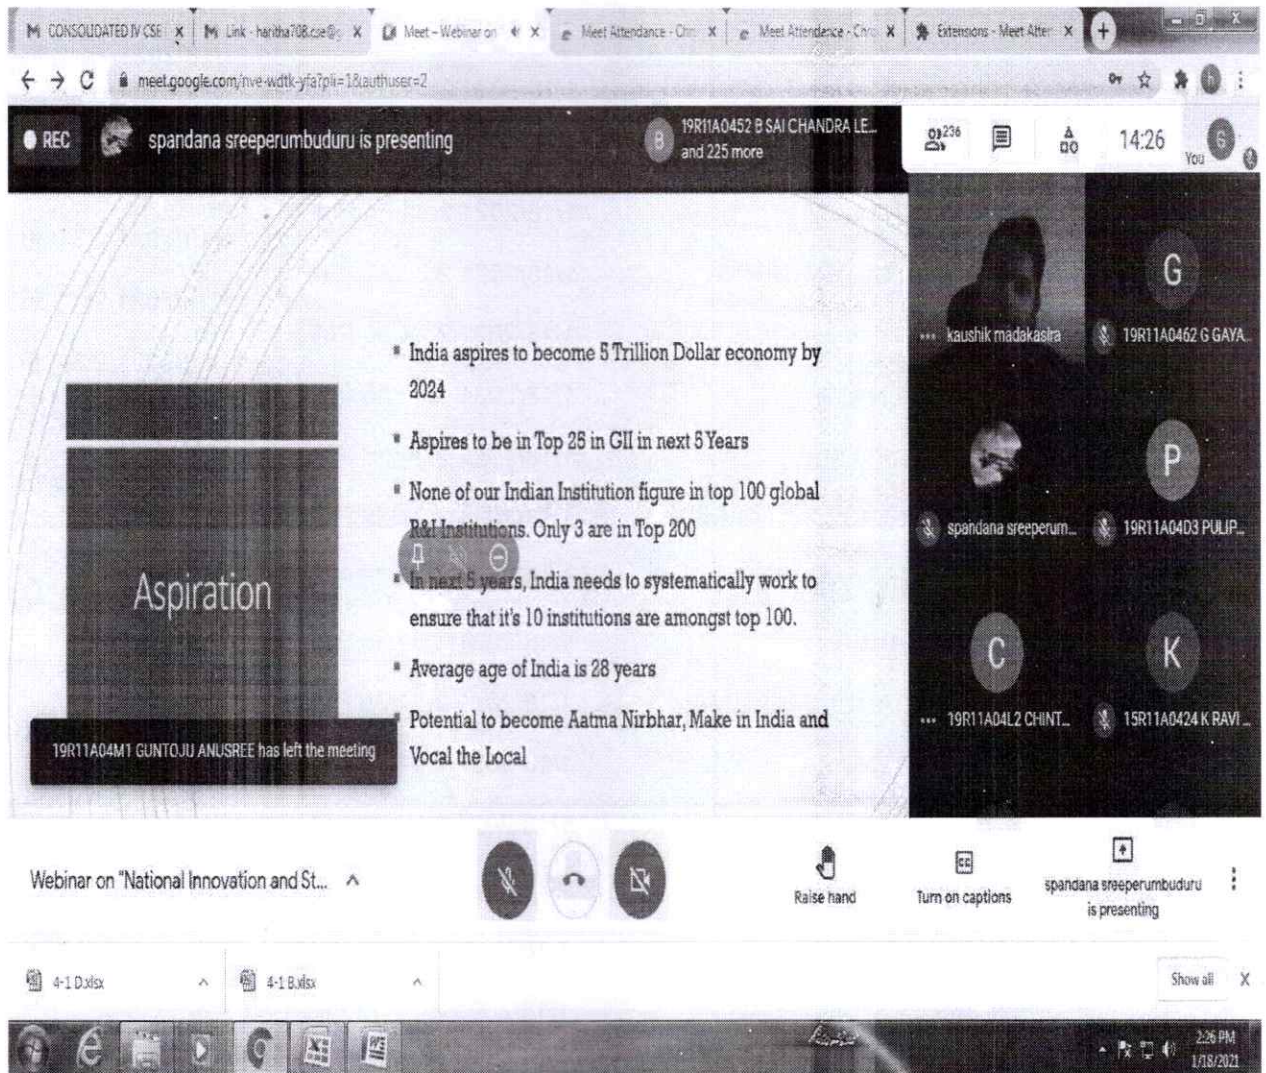 CONSOLIDATED IV CSE X Link - haritha708.cse@g X Meet – Webinar on X Meet Attendance - Chr X Meet Attendance - Chro X Extensions - Meet Atten X +
meet.google.com/nve-wdtk-yfa?pli=1&authuser=2
REC spandana sreeperumbuduru is presenting
B 19R11A0452 B SAI CHANDRA LE...
and 225 more
236 14:26 You G
India aspires to become 5 Trillion Dollar economy by
2024
Aspires to be in Top 25 in GII in next 5 Years
None of our Indian Institution figure in top 100 global
R&I Institutions. Only 3 are in Top 200
In next 5 years, India needs to systematically work to
ensure that it's 10 institutions are amongst top 100.
Average age of India is 28 years
Potential to become Aatma Nirbhar, Make in India and
Vocal the Local
Aspiration
19R11A04M1 GUNTOJU ANUSREE has left the meeting
G
kaushik madakasira 19R11A0462 G GAYA...
P
spandana sreeperum... 19R11A04D3 PULIP...
C K
19R11A04L2 CHINT... 15R11A0424 K RAVI ...
Webinar on "National Innovation and St...
Raise hand
Turn on captions
spandana sreeperumbuduru
is presenting
4-1 D.xlsx 4-1 B.xlsx Show all X
2:26 PM
1/18/2021